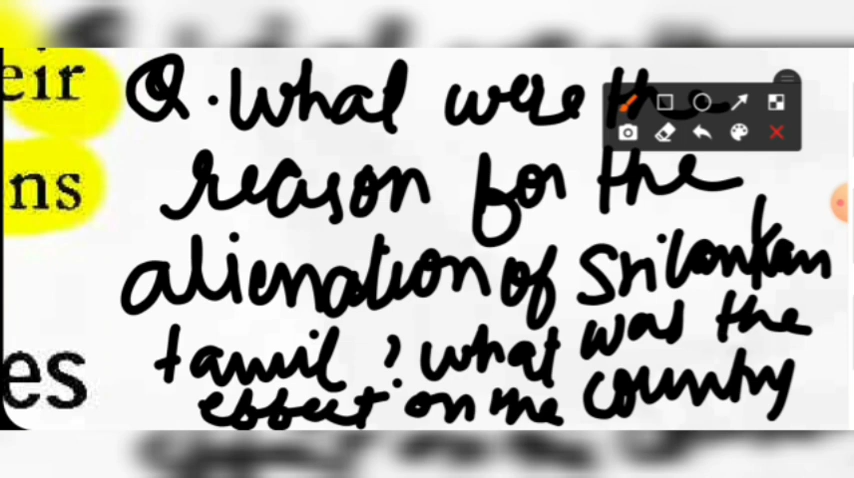 eir
ns
es
Q. What were the
reason for the
alienation of Srilankan
tamil? what was the
effect on the country